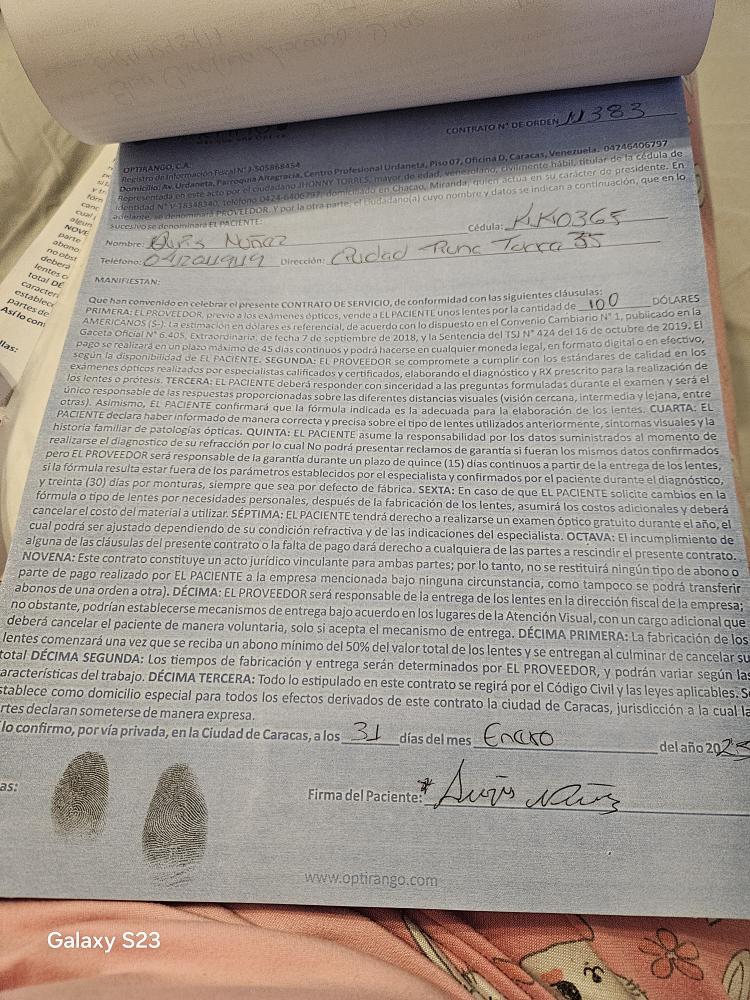 CONTRATO N° DE ORDEN 11383
OPTIRANGO, C.A.
Registro de Información Fiscal N° J-505868454
Domicilio: Av. Urdaneta, Parroquia Altagracia, Centro Profesional Urdaneta, Piso 07, Oficina D, Caracas, Venezuela. 04246406797
Representada en este acto por el ciudadano JHONNY TORRES, mayor de edad, venezolano, civilmente hábil, titular de la cédula de
identidad N° V-18348340, teléfono 0424-6406797, domiciliado en Chacao, Miranda, quien actúa en su carácter de presidente. En
adelante, se denominará PROVEEDOR. Y por la otra parte, el ciudadano(a) cuyo nombre y datos se indican a continuación, que en lo
sucesivo se denominará EL PACIENTE:
Nombre: Nuñez Cédula:
Teléfono: Dirección: Ciudad Tiuna Torre 35
MANIFIESTAN:
Que han convenido en celebrar el presente CONTRATO DE SERVICIO, de conformidad con las siguientes cláusulas:
PRIMERA: EL PROVEEDOR, previo a los exámenes ópticos, vende a EL PACIENTE unos lentes por la cantidad de 100 DÓLARES
AMERICANOS ($-). La estimación en dólares es referencial, de acuerdo con lo dispuesto en el Convenio Cambiario N° 1, publicado en la
Gaceta Oficial N° 6.405, Extraordinaria, de fecha 7 de septiembre de 2018, y la Sentencia del TSJ N° 424 del 16 de octubre de 2019. El
pago se realizará en un plazo máximo de 45 días continuos y podrá hacerse en cualquier moneda legal, en formato digital o en efectivo,
según la disponibilidad de EL PACIENTE. SEGUNDA: EL PROVEEDOR se compromete a cumplir con los estándares de calidad en los
exámenes ópticos realizados por especialistas calificados y certificados, elaborando el diagnóstico y RX prescrito para la realización de
los lentes o prótesis. TERCERA: EL PACIENTE deberá responder con sinceridad a las preguntas formuladas durante el examen y será el
único responsable de las respuestas proporcionadas sobre las diferentes distancias visuales (visión cercana, intermedia y lejana, entre
otras). Asimismo, EL PACIENTE confirmará que la fórmula indicada es la adecuada para la elaboración de los lentes. CUARTA: EL
PACIENTE declara haber informado de manera correcta y precisa sobre el tipo de lentes utilizados anteriormente, síntomas visuales y la
historia familiar de patologías ópticas. QUINTA: EL PACIENTE asume la responsabilidad por los datos suministrados al momento de
realizarse el diagnostico de su refracción por lo cual No podrá presentar reclamos de garantía si fueran los mismos datos confirmados
pero EL PROVEEDOR será responsable de la garantía durante un plazo de quince (15) días continuos a partir de la entrega de los lentes,
si la fórmula resulta estar fuera de los parámetros establecidos por el especialista y confirmados por el paciente durante el diagnóstico,
y treinta (30) días por monturas, siempre que sea por defecto de fábrica. SEXTA: En caso de que EL PACIENTE solicite cambios en la
fórmula o tipo de lentes por necesidades personales, después de la fabricación de los lentes, asumirá los costos adicionales y deberá
cancelar el costo del material a utilizar. SÉPTIMA: EL PACIENTE tendrá derecho a realizarse un examen óptico gratuito durante el año, el
cual podrá ser ajustado dependiendo de su condición refractiva y de las indicaciones del especialista. OCTAVA: El incumplimiento de
alguna de las cláusulas del presente contrato o la falta de pago dará derecho a cualquiera de las partes a rescindir el presente contrato.
NOVENA: Este contrato constituye un acto jurídico vinculante para ambas partes; por lo tanto, no se restituirá ningún tipo de abono o
parte de pago realizado por EL PACIENTE a la empresa mencionada bajo ninguna circunstancia, como tampoco se podrá transferir
abonos de una orden a otra). DÉCIMA: EL PROVEEDOR será responsable de la entrega de los lentes en la dirección fiscal de la empresa;
no obstante, podrían establecerse mecanismos de entrega bajo acuerdo en los lugares de la Atención Visual, con un cargo adicional que
deberá cancelar el paciente de manera voluntaria, solo si acepta el mecanismo de entrega. DÉCIMA PRIMERA: La fabricación de los
lentes comenzará una vez que se reciba un abono mínimo del 50% del valor total de los lentes y se entregan al culminar de cancelar su
total DÉCIMA SEGUNDA: Los tiempos de fabricación y entrega serán determinados por EL PROVEEDOR, y podrán variar según las
características del trabajo. DÉCIMA TERCERA: Todo lo estipulado en este contrato se regirá por el Código Civil y las leyes aplicables. Se
establece como domicilio especial para todos los efectos derivados de este contrato la ciudad de Caracas, jurisdicción a la cual la
rtes declaran someterse de manera expresa.
lo confirmo, por vía privada, en la Ciudad de Caracas, a los 31 días del mes Enero del año 2025
as:
Firma del Paciente:
www.optirango.com
Galaxy S23